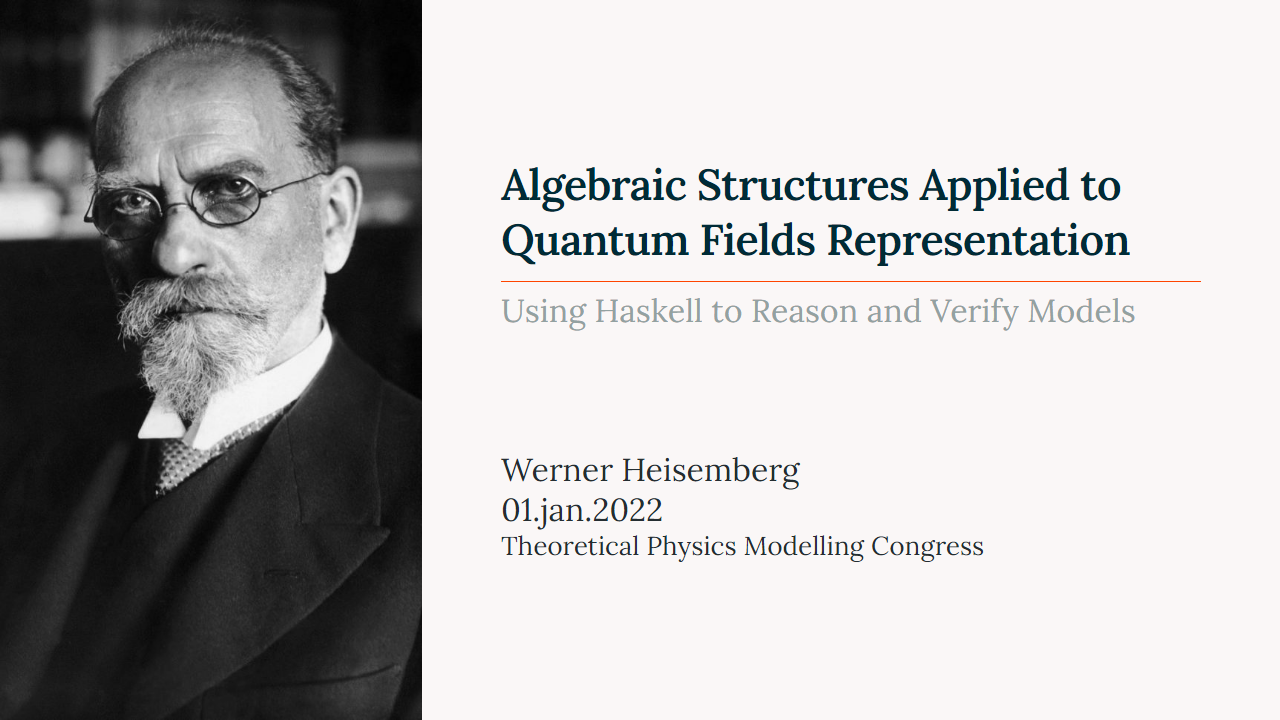 Algebraic Structures Applied to
Quantum Fields Representation
Using Haskell to Reason and Verify Models
Werner Heisemberg
01.jan.2022
Theoretical Physics Modelling Congress